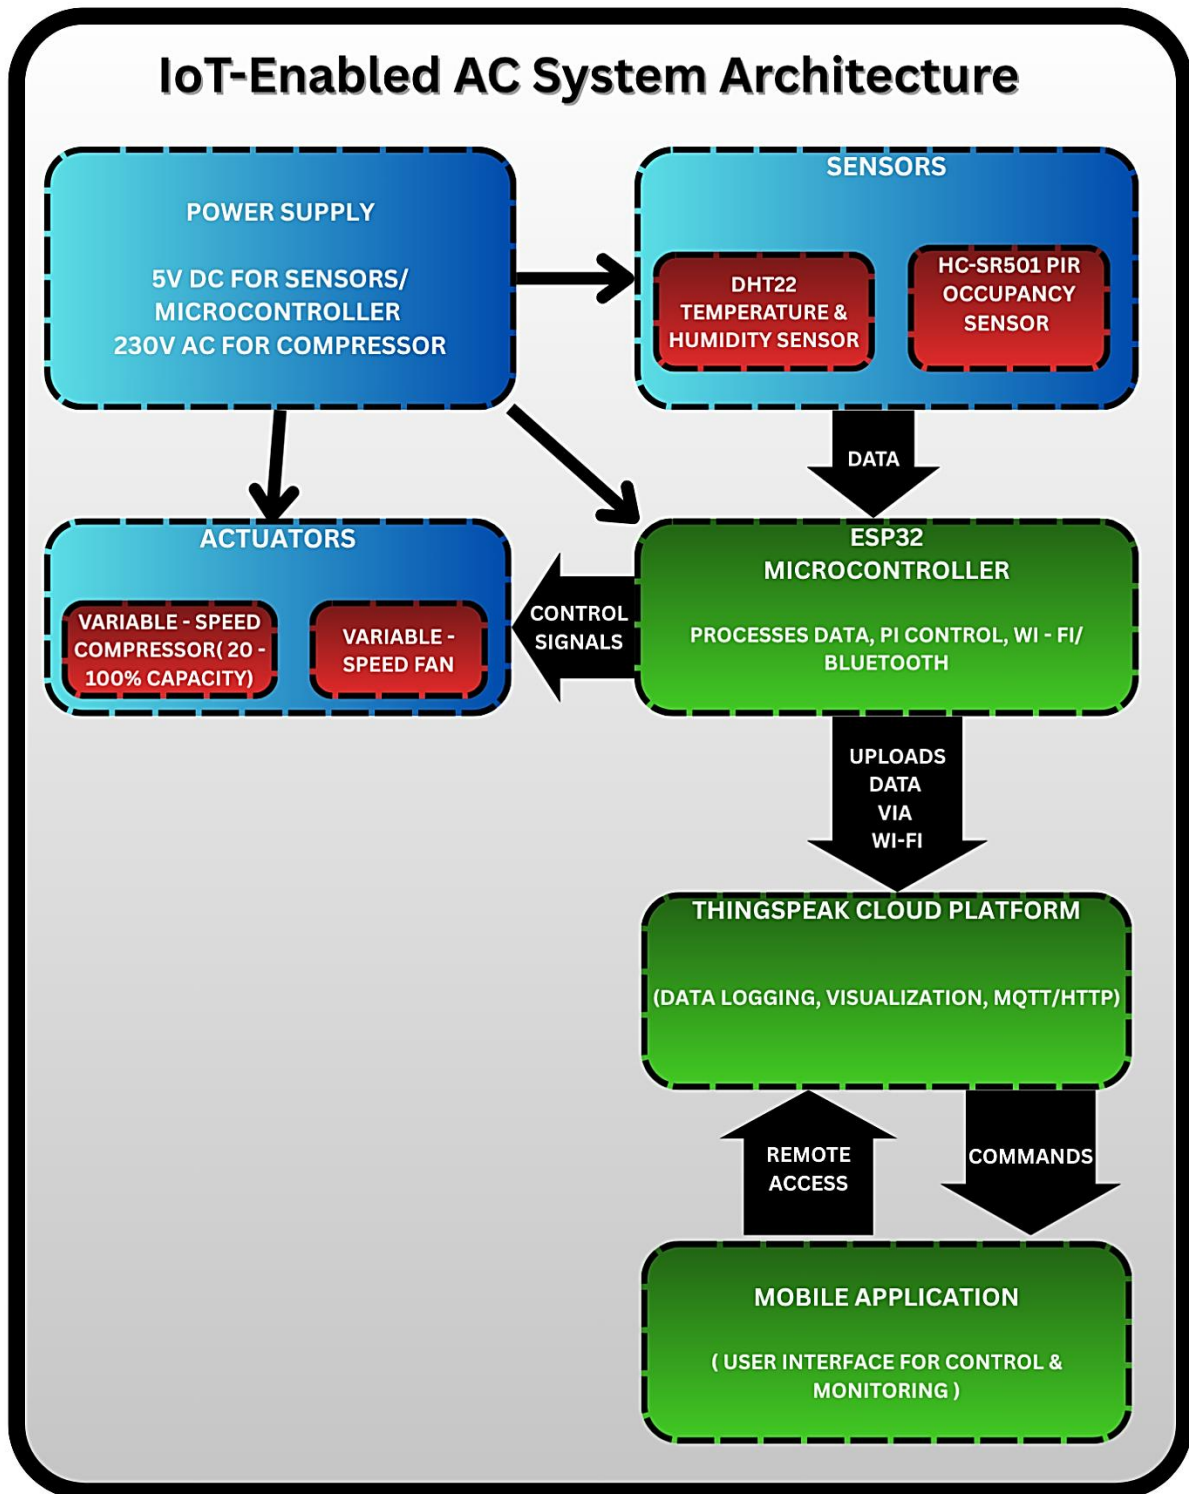 IoT-Enabled AC System Architecture
POWER SUPPLY
5V DC FOR SENSORS/
MICROCONTROLLER
230V AC FOR COMPRESSOR
SENSORS
DHT22
TEMPERATURE &
HUMIDITY SENSOR
HC-SR501 PIR
OCCUPANCY
SENSOR
DATA
ACTUATORS
VARIABLE - SPEED
COMPRESSOR( 20 -
100% CAPACITY)
VARIABLE -
SPEED FAN
CONTROL
SIGNALS
ESP32
MICROCONTROLLER
PROCESSES DATA, PI CONTROL, WI - FI/
BLUETOOTH
UPLOADS
DATA
VIA
WI-FI
THINGSPEAK CLOUD PLATFORM
(DATA LOGGING, VISUALIZATION, MQTT/HTTP)
REMOTE
ACCESS
COMMANDS
MOBILE APPLICATION
( USER INTERFACE FOR CONTROL &
MONITORING )